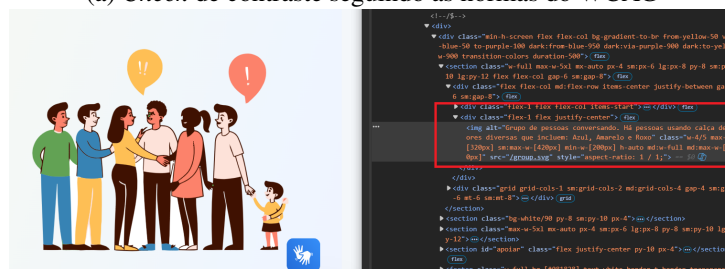 (a) Check de contraste seguindo as normas do WCAG
!!
!
<!--/$-->
<div>
<div class="min-h-screen flex flex-col bg-gradient-to-br from-yellow-50 v
-blue-50 to-purple-100 dark:from-blue-950 dark:via-purple-900 dark:to-yel
w-900 transition-colors duration-500"> flex
<section class="w-full max-w-5xl mx-auto px-4 sm:px-6 lg:px-8 py-8 sm:p
10 lg:py-12 flex flex-col gap-6 sm:gap-8"> flex
<div class="flex flex-col md:flex-row items-center justify-between ga
6 sm:gap-8"> flex
<div class="flex-1 flex flex-col items-start"> … </div> flex
<div class="flex-1 flex justify-center"> flex
… <img alt="Grupo de pessoas conversando. Há pessoas usando calça de
ores diversas que incluem: Azul, Amarelo e Roxo" class="w-4/5 max-
[320px] sm:max-w-[420px] min-w-[200px] h-auto md:w-full md:max-w-[
0px]" src="/group.svg" style="aspect-ratio: 1 / 1;"> == $0
</div>
</div>
<div class="grid grid-cols-1 sm:grid-cols-2 md:grid-cols-4 gap-4 sm:g
-6 mt-6 sm:mt-8"> … </div> grid
</section>
<section class="bg-white/90 py-8 sm:py-10 px-4"> … </section>
<section class="max-w-5xl mx-auto px-4 sm:px-6 lg:px-8 py-8 sm:py-10 lg
y-12"> … </section>
<section id="apoiar" class="flex justify-center py-10 px-4"> … </sectio
flex